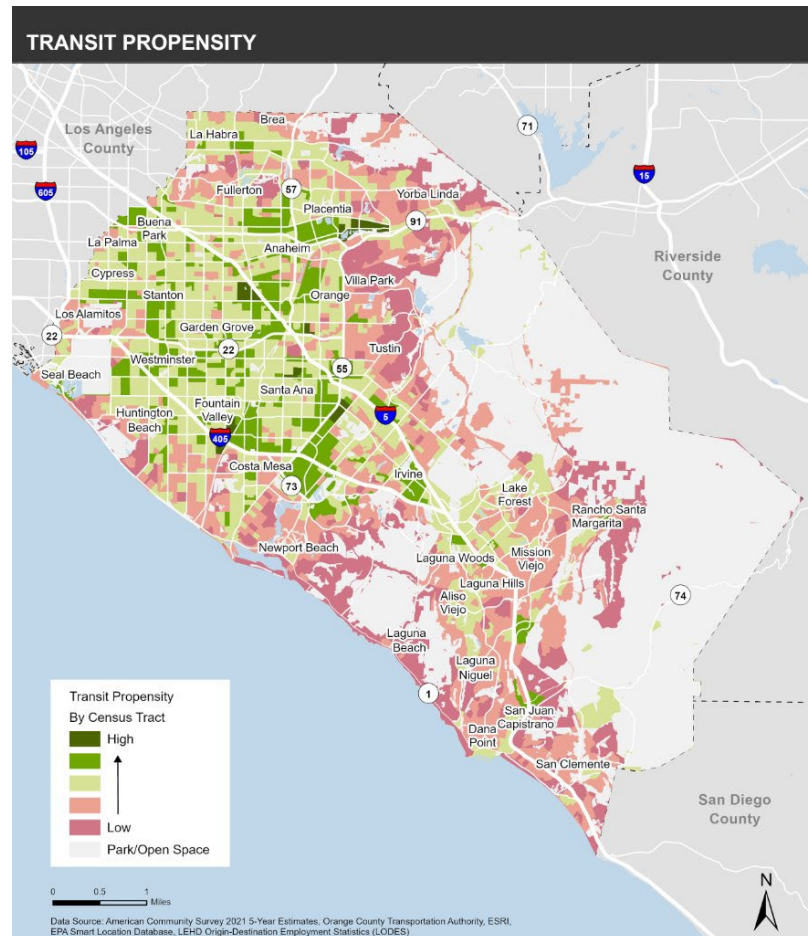 TRANSIT PROPENSITY
Los Angeles
County
105
605
La Habra
Brea
71
15
Fullerton
57
Yorba Linda
Placentia
91
Buena
Park
La Palma
Anaheim
Riverside
County
Cypress
Villa Park
Stanton
Orange
Los Alamitos
Garden Grove
22
22
Tustin
Westminster
55
Seal Beach
Santa Ana
Huntington
Beach
Fountain
Valley
5
405
Costa Mesa
Irvine
73
Lake
Forest
Rancho Santa
Margarita
Newport Beach
Laguna Woods
Mission
Viejo
Laguna Hills
Aliso
Viejo
74
Laguna
Beach
Laguna
Niguel
1
San Juan
Capistrano
Dana
Point
San Clemente
San Diego
County
Transit Propensity
By Census Tract
High
Low
Park/Open Space
0 0.5 1
Miles
N
Data Source: American Community Survey 2021 5-Year Estimates, Orange County Transportation Authority, ESRI,
EPA Smart Location Database, LEHD Origin-Destination Employment Statistics (LODES)